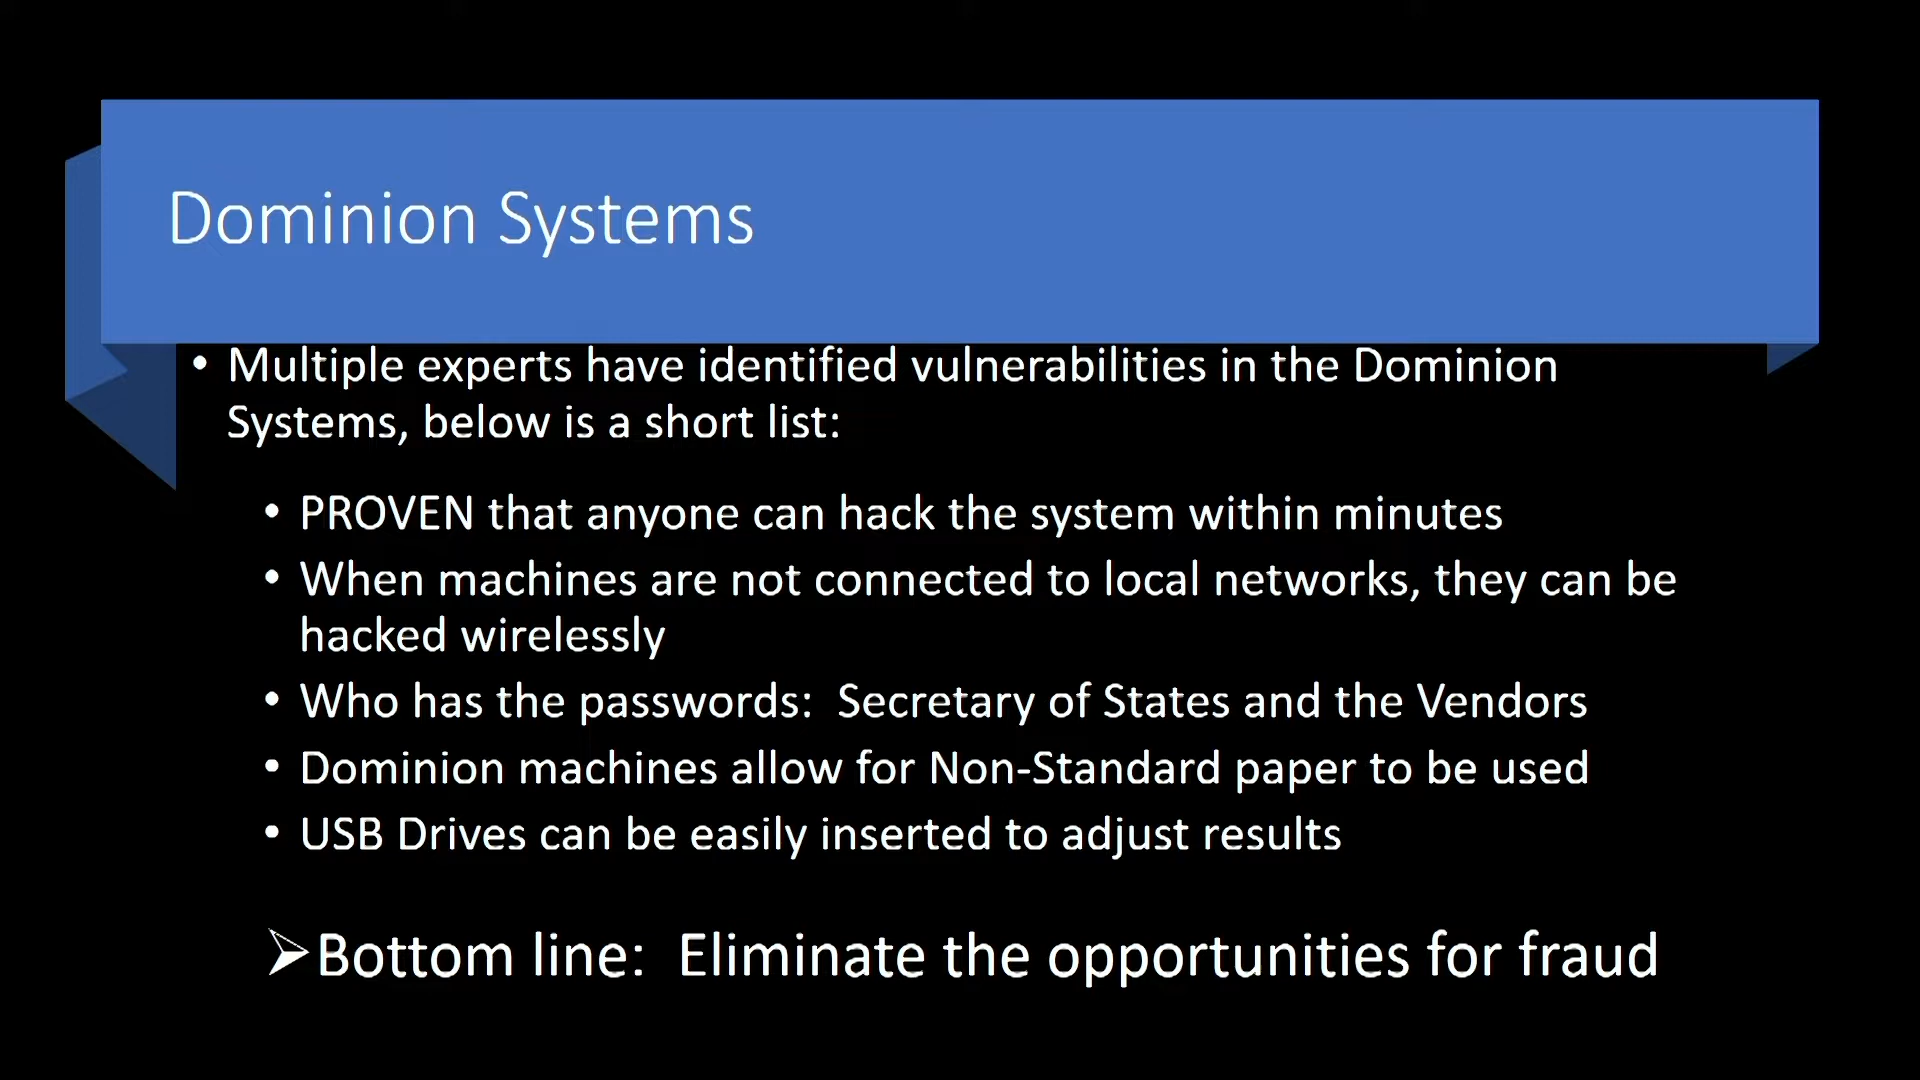 Dominion Systems
• Multiple experts have identified vulnerabilities in the Dominion
Systems, below is a short list:
• PROVEN that anyone can hack the system within minutes
• When machines are not connected to local networks, they can be
hacked wirelessly
• Who has the passwords:  Secretary of States and the Vendors
• Dominion machines allow for Non-Standard paper to be used
• USB Drives can be easily inserted to adjust results
➢Bottom line:  Eliminate the opportunities for fraud